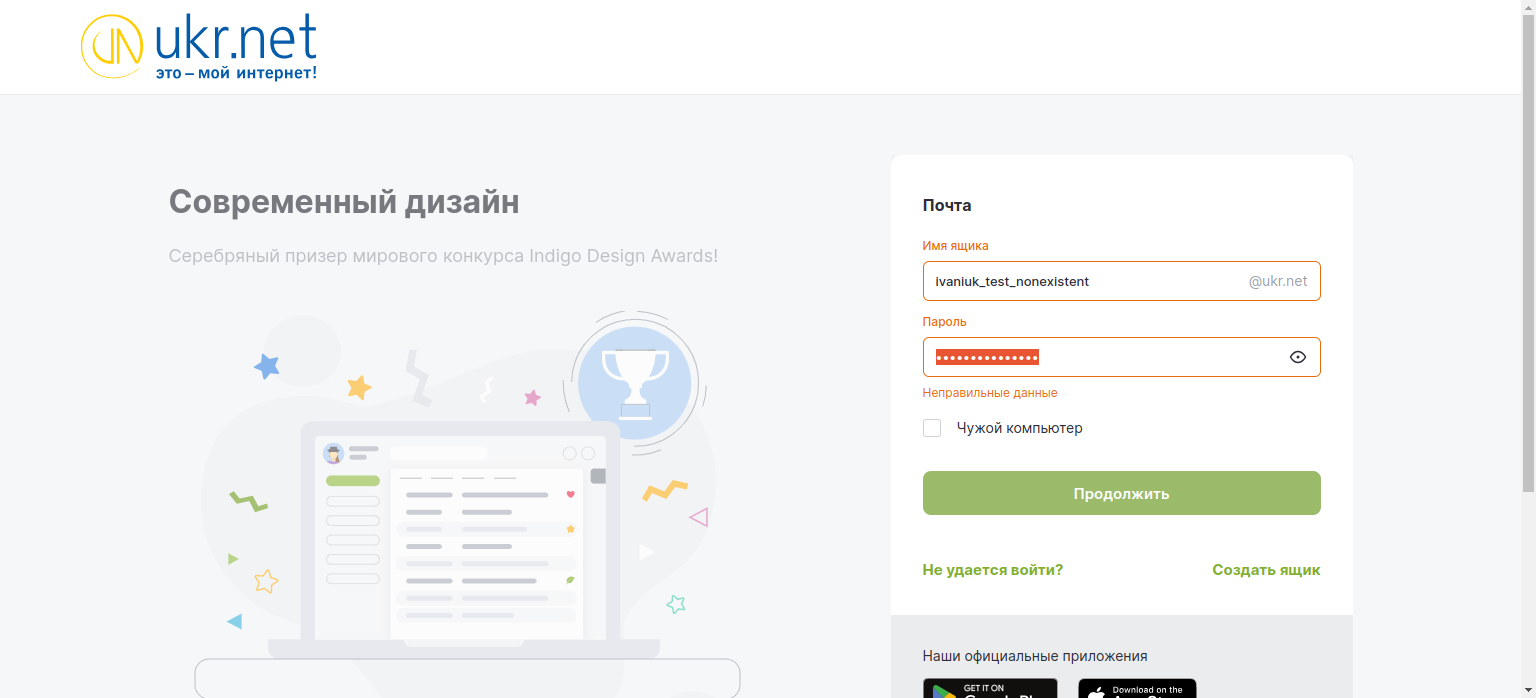 ukr.net
это – мой интернет!
Современный дизайн
Серебряный призер мирового конкурса Indigo Design Awards!
Почта
Имя ящика
ivaniuk_test_nonexistent @ukr.net
Пароль
•••••••••••••••
Неправильные данные
Чужой компьютер
Продолжить
Не удается войти? Создать ящик
Наши официальные приложения
GET IT ON
Download on the